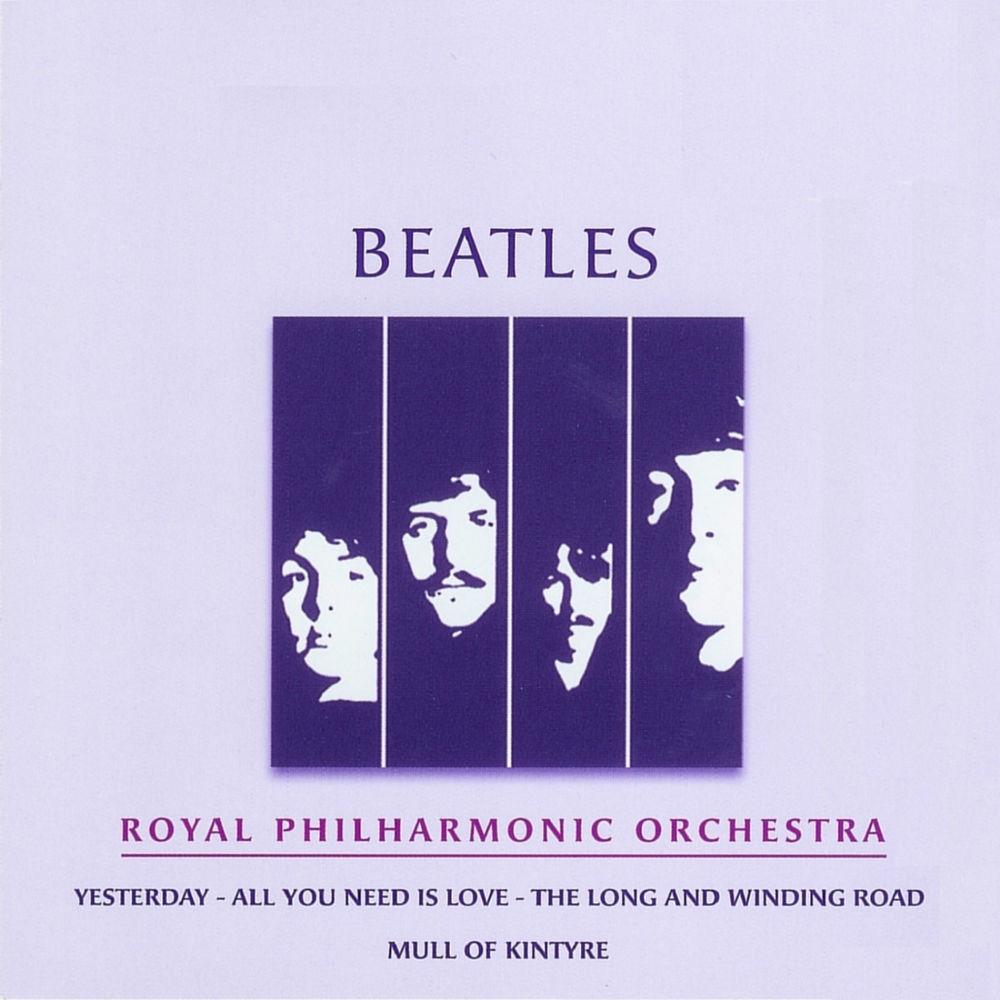 BEATLES
ROYAL PHILHARMONIC ORCHESTRA
YESTERDAY - ALL YOU NEED IS LOVE - THE LONG AND WINDING ROAD
MULL OF KINTYRE